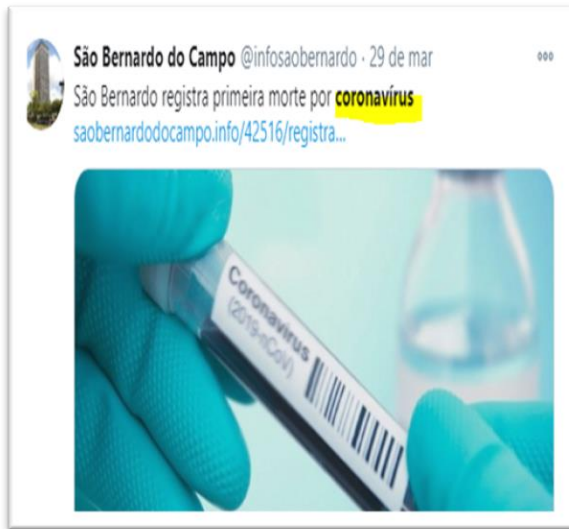 São Bernardo do Campo @infosaobernardo · 29 de mar
São Bernardo registra primeira morte por coronavírus
saobernardodocampo.info/42516/registra...
Coronavirus
(2019-nCoV)